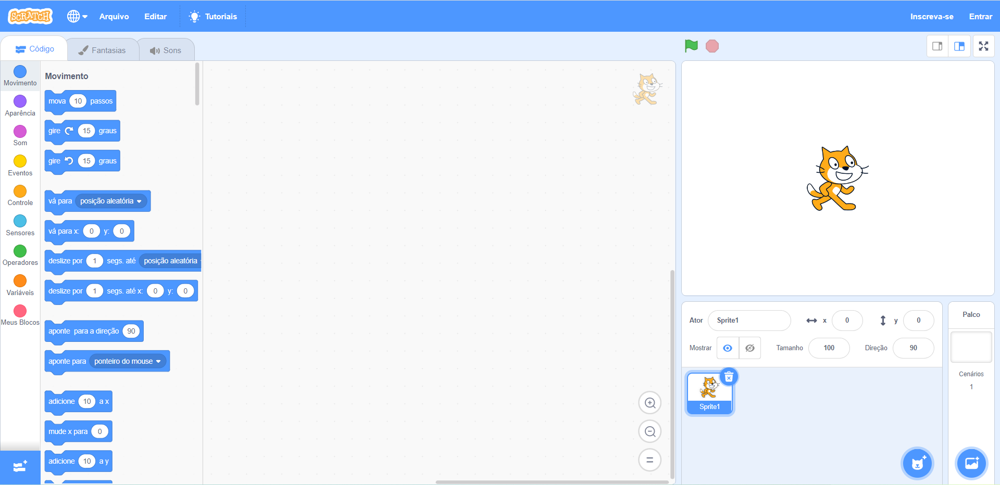 SCRATCH
Arquivo
Editar
Tutoriais
Inscreva-se
Entrar
Código
Fantasias
Sons
Movimento
Aparência
Som
Eventos
Controle
Sensores
Operadores
Variáveis
Meus Blocos
Movimento
mova 10 passos
gire 15 graus
gire 15 graus
vá para posição aleatória
vá para x: 0 y: 0
deslize por 1 segs. até posição aleatória
deslize por 1 segs. até x: 0 y: 0
aponte para a direção 90
aponte para ponteiro do mouse
adicione 10 a x
mude x para 0
adicione 10 a y
Ator Sprite1 x 0 y 0
Mostrar Tamanho 100 Direção 90
Sprite1
Palco
Cenários
1